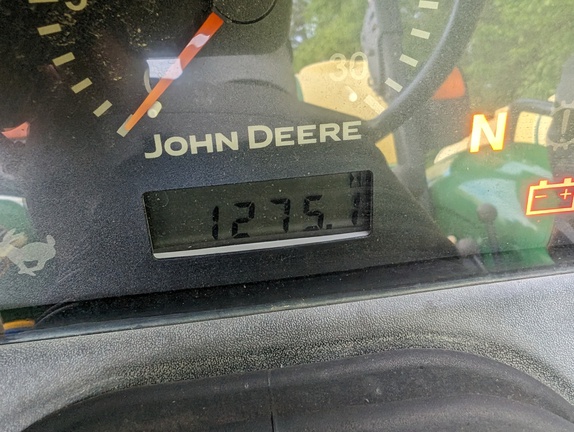 30
JOHN DEERE
N
1275.1
- +